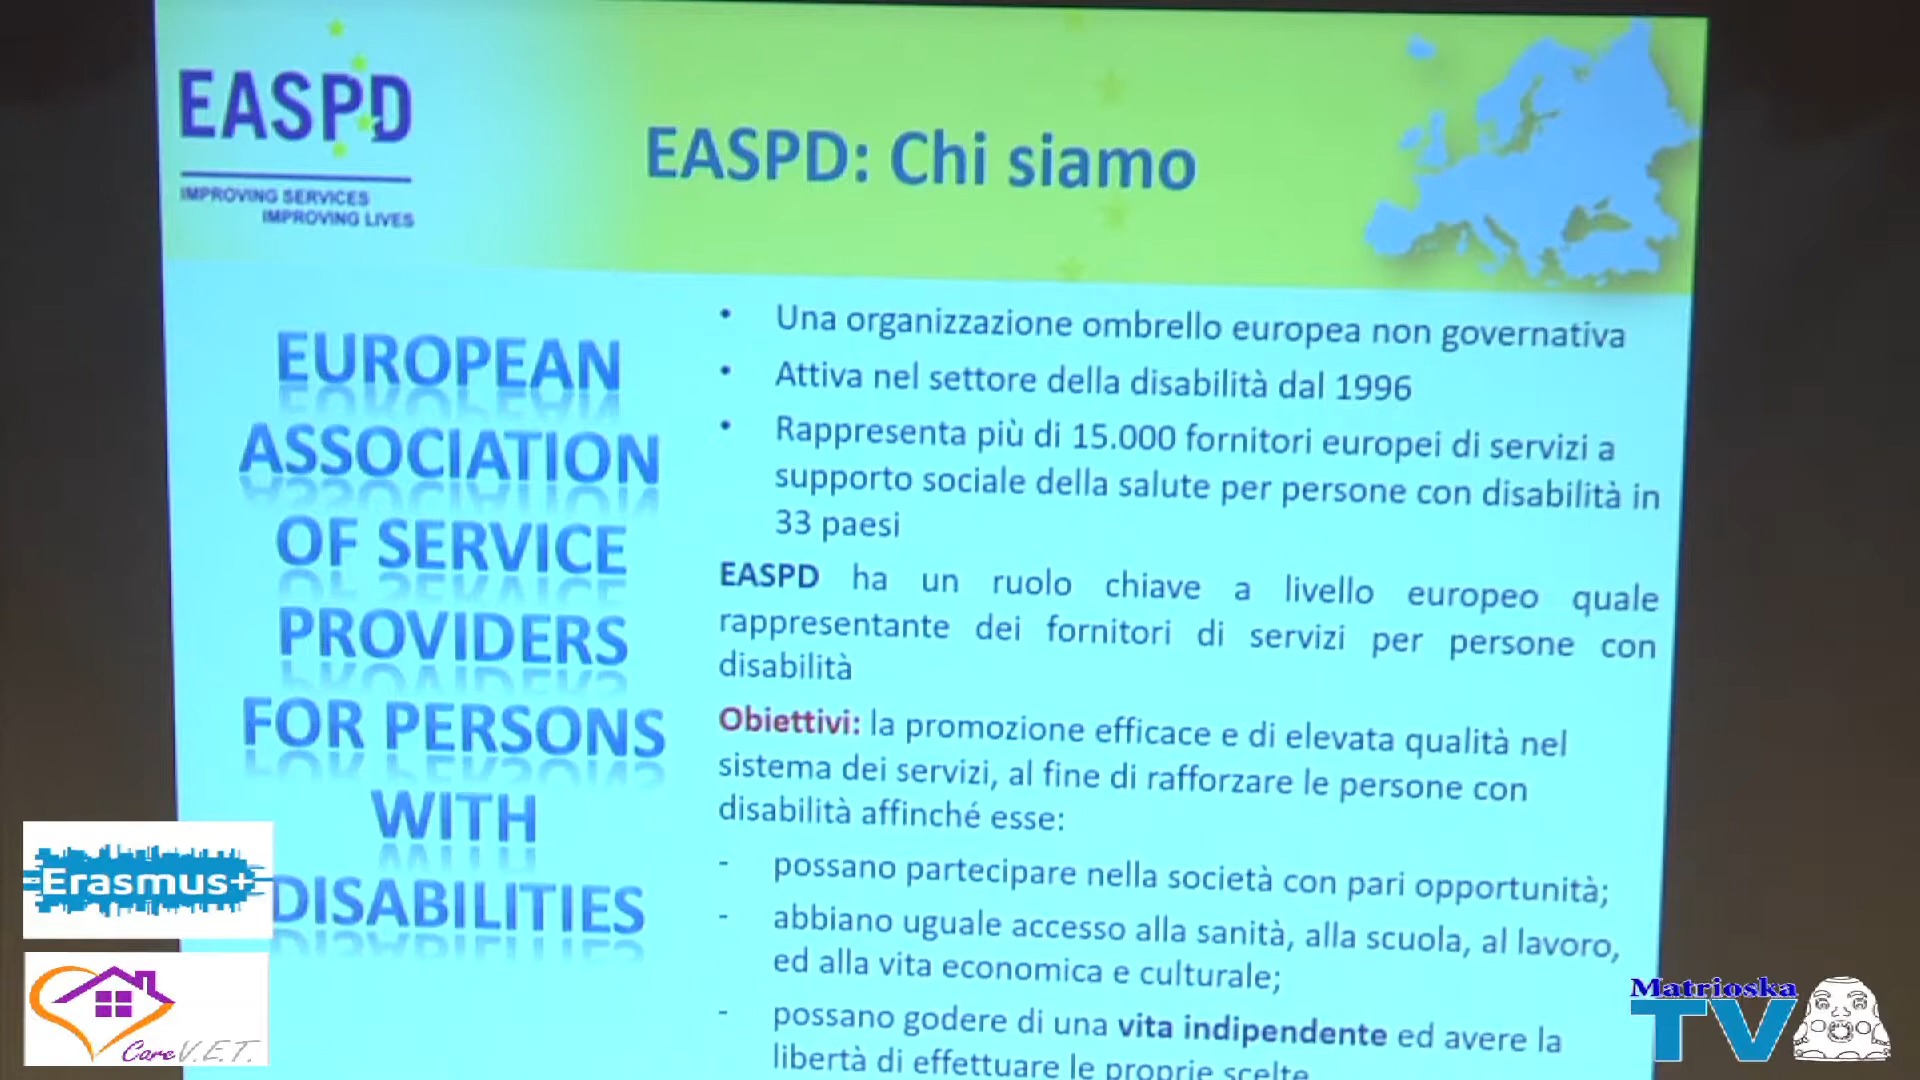 EASPD
IMPROVING SERVICES
IMPROVING LIVES
EASPD: Chi siamo
EUROPEAN
ASSOCIATION
OF SERVICE
PROVIDERS
FOR PERSONS
WITH
DISABILITIES
• Una organizzazione ombrello europea non governativa
• Attiva nel settore della disabilità dal 1996
• Rappresenta più di 15.000 fornitori europei di servizi a
supporto sociale della salute per persone con disabilità in
33 paesi
EASPD ha un ruolo chiave a livello europeo quale
rappresentante dei fornitori di servizi per persone con
disabilità
Obiettivi: la promozione efficace e di elevata qualità nel
sistema dei servizi, al fine di rafforzare le persone con
disabilità affinché esse:
- possano partecipare nella società con pari opportunità;
- abbiano uguale accesso alla sanità, alla scuola, al lavoro,
ed alla vita economica e culturale;
- possano godere di una vita indipendente ed avere la
libertà di effettuare le proprie scelte
Erasmus+
Care V.E.T.
Matrioska
TV